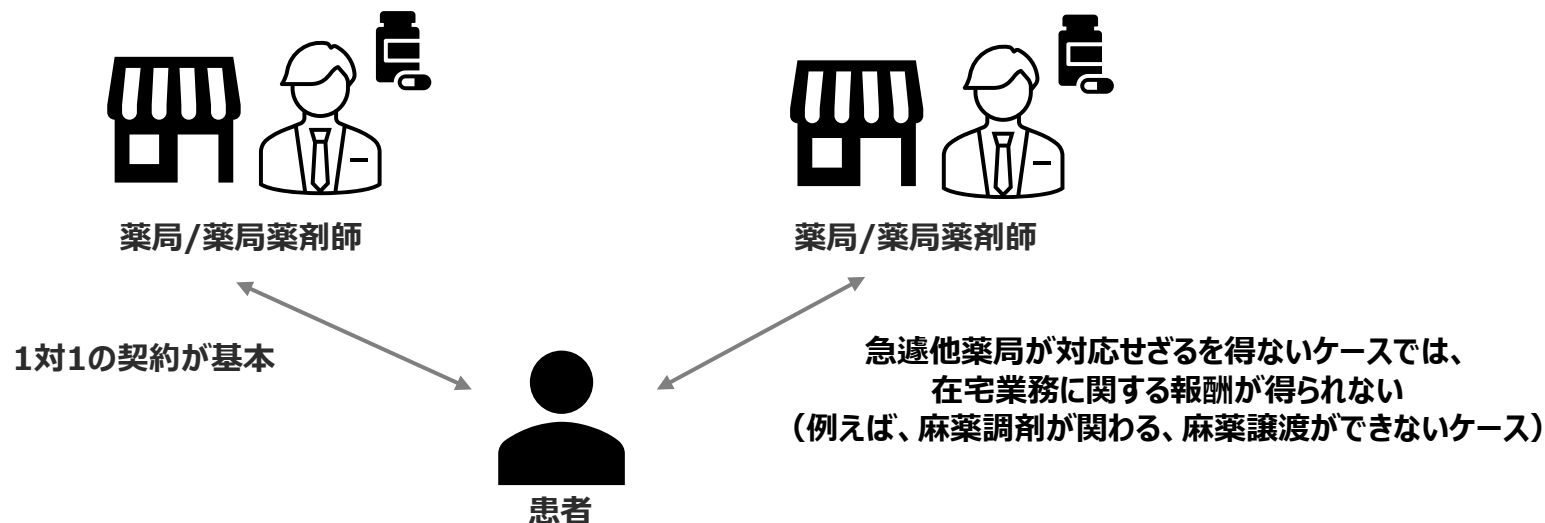 薬局/薬局薬剤師
薬局/薬局薬剤師
1対1の契約が基本
急遽他薬局が対応せざるを得ないケースでは、
在宅業務に関する報酬が得られない
（例えば、麻薬調剤が関わる、麻薬譲渡ができないケース）
患者